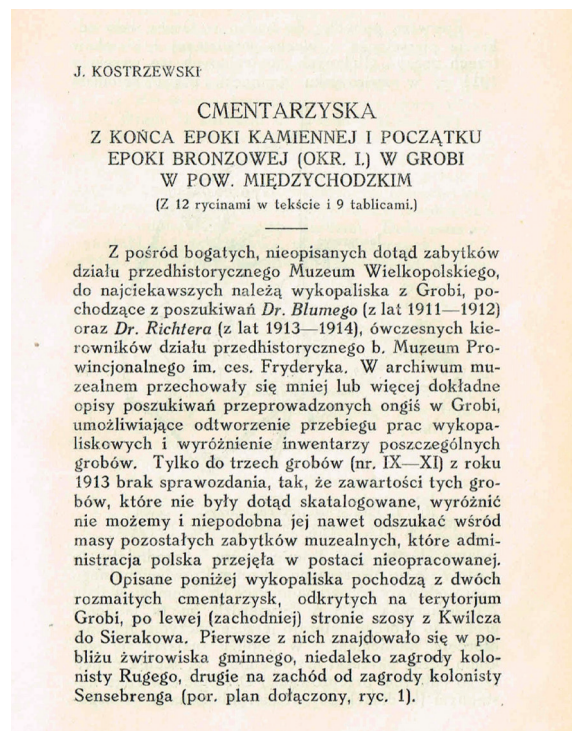 J. KOSTRZEWSKI
CMENTARZYSKA
Z KOŃCA EPOKI KAMIENNEJ I POCZĄTKU
EPOKI BRONZOWEJ (OKR. I.) W GROBI
W POW. MIĘDZYCHODZKIM
(Z 12 rycinami w tekście i 9 tablicami.)
Z pośród bogatych, nieopisanych dotąd zabytków
działu przedhistorycznego Muzeum Wielkopolskiego,
do najciekawszych należą wykopaliska z Grobi, po-
chodzące z poszukiwań Dr. Blumego (z lat 1911—1912)
oraz Dr. Richtera (z lat 1913—1914), ówczesnych kie-
rowników działu przedhistorycznego b. Muzeum Pro-
wincjonalnego im. ces. Fryderyka. W archiwum mu-
zealnem przechowały się mniej lub więcej dokładne
opisy poszukiwań przeprowadzonych ongiś w Grobi,
umożliwiające odtworzenie przebiegu prac wykopa-
liskowych i wyróżnienie inwentarzy poszczególnych
grobów. Tylko do trzech grobów (nr. IX—XI) z roku
1913 brak sprawozdania, tak, że zawartości tych gro-
bów, które nie były dotąd skatalogowane, wyróżnić
nie możemy i niepodobna jej nawet odszukać wśród
masy pozostałych zabytków muzealnych, które admi-
nistracja polska przejęła w postaci nieopracowanej.
Opisane poniżej wykopaliska pochodzą z dwóch
rozmaitych cmentarzysk, odkrytych na terytorjum
Grobi, po lewej (zachodniej) stronie szosy z Kwilcza
do Sierakowa. Pierwsze z nich znajdowało się w po-
bliżu żwirowiska gminnego, niedaleko zagrody kolo-
nisty Rugego, drugie na zachód od zagrody kolonisty
Sensebrenga (por. plan dołączony, ryc. 1).